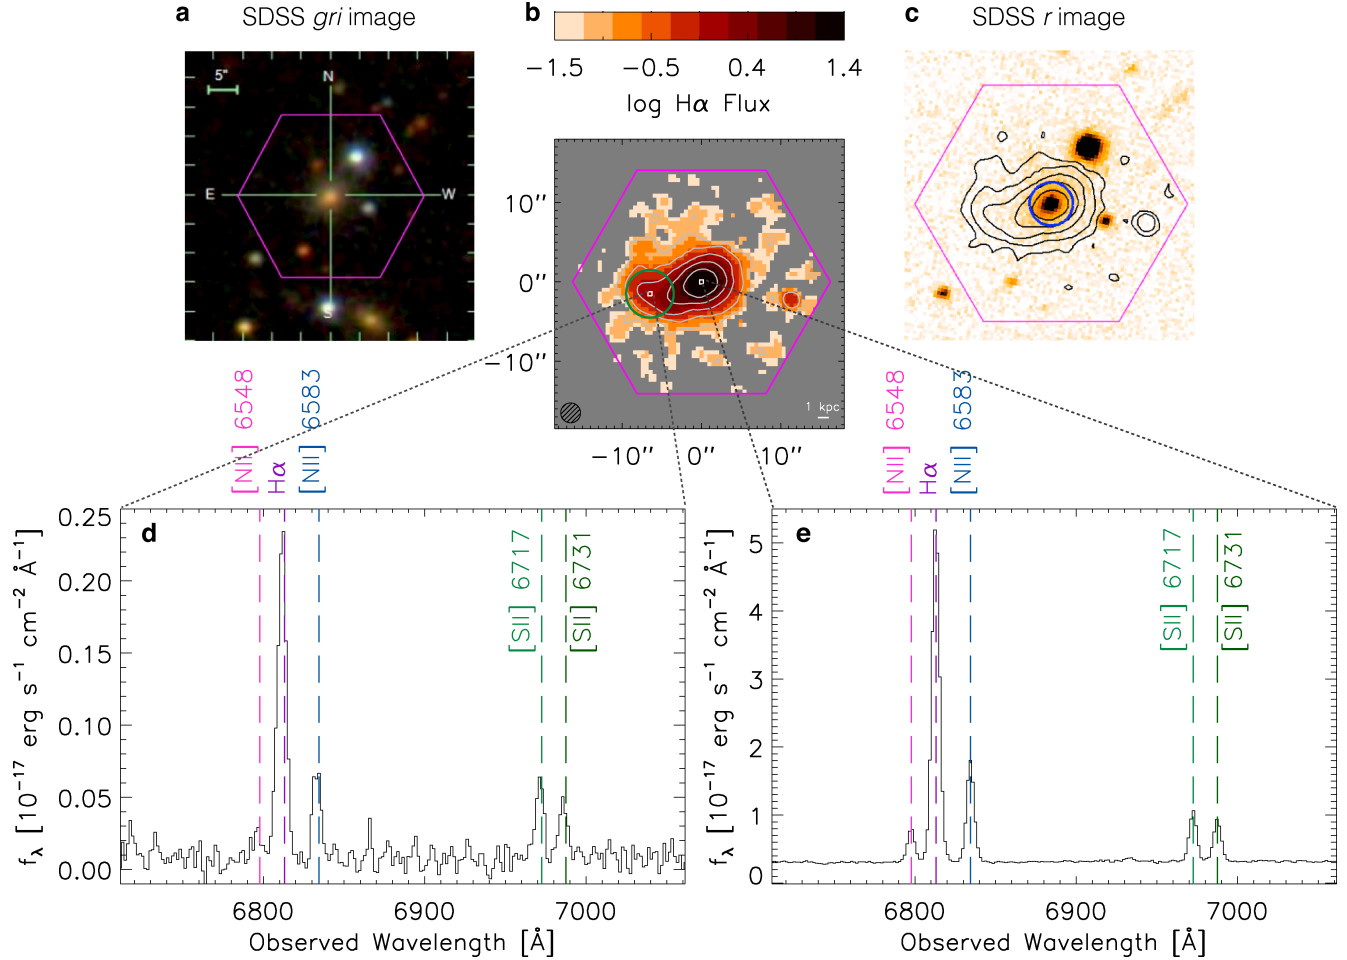 a SDSS gri image
5"
N
E
W
S
b
−1.5 −0.5 0.4 1.4
log Hα Flux
10''
0''
−10''
1 kpc
−10'' 0'' 10''
c SDSS r image
[NII] 6548
Hα
[NII] 6583
d
[SII] 6717
[SII] 6731
0.25
0.20
0.15
0.10
0.05
0.00
fλ [10⁻¹⁷ erg s⁻¹ cm⁻² Å⁻¹]
6800 6900 7000
Observed Wavelength [Å]
[NII] 6548
Hα
[NII] 6583
e
[SII] 6717
[SII] 6731
5
4
3
2
1
0
fλ [10⁻¹⁷ erg s⁻¹ cm⁻² Å⁻¹]
6800 6900 7000
Observed Wavelength [Å]